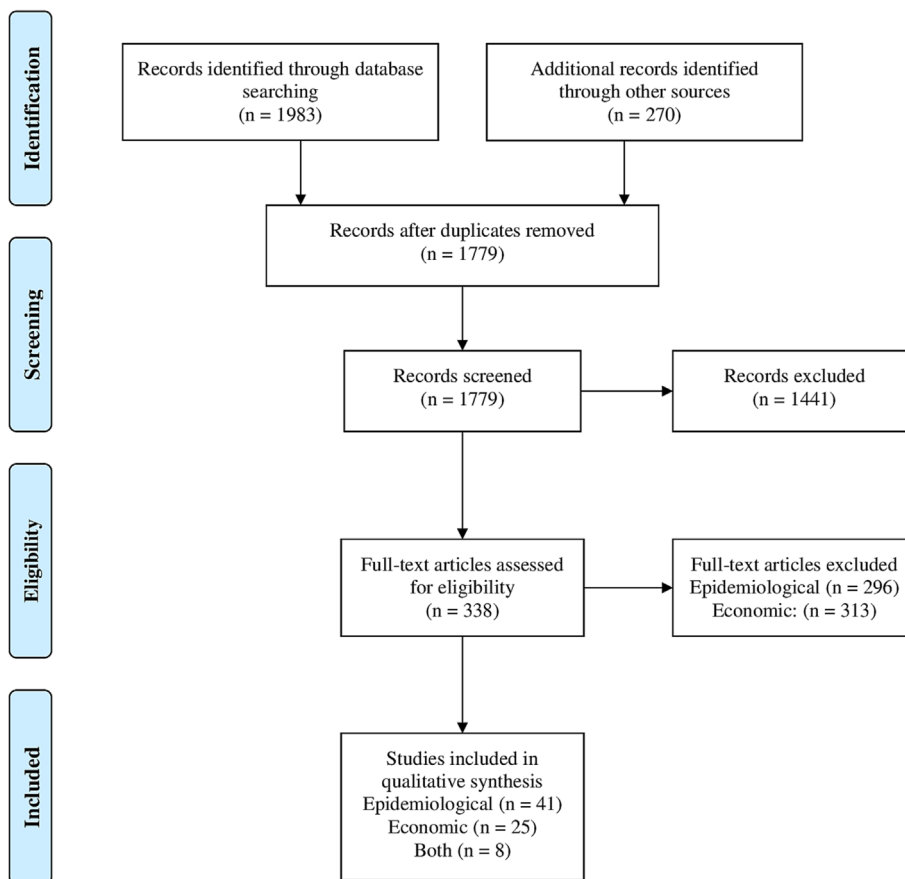 Identification
Records identified through database
searching
(n = 1983)
Additional records identified
through other sources
(n = 270)
Records after duplicates removed
(n = 1779)
Screening
Records screened
(n = 1779)
Records excluded
(n = 1441)
Eligibility
Full-text articles assessed
for eligibility
(n = 338)
Full-text articles excluded
Epidemiological (n = 296)
Economic: (n = 313)
Included
Studies included in
qualitative synthesis
Epidemiological (n = 41)
Economic (n = 25)
Both (n = 8)